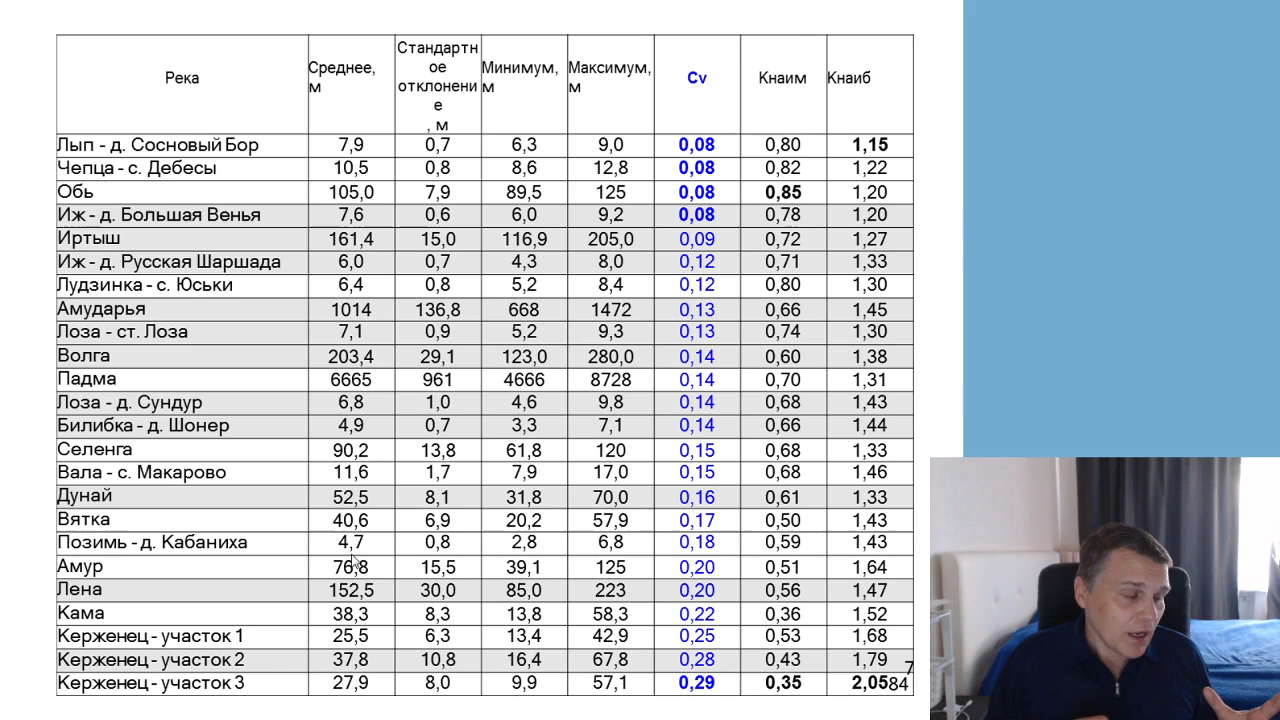 Река Среднее, м Стандартное отклонение, м Минимум, м Максимум, м Cv Кнаим Кнаиб
Лып - д. Сосновый Бор 7,9 0,7 6,3 9,0 0,08 0,80 1,15
Чепца - с. Дебесы 10,5 0,8 8,6 12,8 0,08 0,82 1,22
Обь 105,0 7,9 89,5 125 0,08 0,85 1,20
Иж - д. Большая Венья 7,6 0,6 6,0 9,2 0,08 0,78 1,20
Иртыш 161,4 15,0 116,9 205,0 0,09 0,72 1,27
Иж - д. Русская Шаршада 6,0 0,7 4,3 8,0 0,12 0,71 1,33
Лудзинка - с. Юськи 6,4 0,8 5,2 8,4 0,12 0,80 1,30
Амударья 1014 136,8 668 1472 0,13 0,66 1,45
Лоза - ст. Лоза 7,1 0,9 5,2 9,3 0,13 0,74 1,30
Волга 203,4 29,1 123,0 280,0 0,14 0,60 1,38
Падма 6665 961 4666 8728 0,14 0,70 1,31
Лоза - д. Сундур 6,8 1,0 4,6 9,8 0,14 0,68 1,43
Билибка - д. Шонер 4,9 0,7 3,3 7,1 0,14 0,66 1,44
Селенга 90,2 13,8 61,8 120 0,15 0,68 1,33
Вала - с. Макарово 11,6 1,7 7,9 17,0 0,15 0,68 1,46
Дунай 52,5 8,1 31,8 70,0 0,16 0,61 1,33
Вятка 40,6 6,9 20,2 57,9 0,17 0,50 1,43
Позимь - д. Кабаниха 4,7 0,8 2,8 6,8 0,18 0,59 1,43
Амур 76,8 15,5 39,1 125 0,20 0,51 1,64
Лена 152,5 30,0 85,0 223 0,20 0,56 1,47
Кама 38,3 8,3 13,8 58,3 0,22 0,36 1,52
Керженец - участок 1 25,5 6,3 13,4 42,9 0,25 0,53 1,68
Керженец - участок 2 37,8 10,8 16,4 67,8 0,28 0,43 1,79
Керженец - участок 3 27,9 8,0 9,9 57,1 0,29 0,35 2,05
7
84